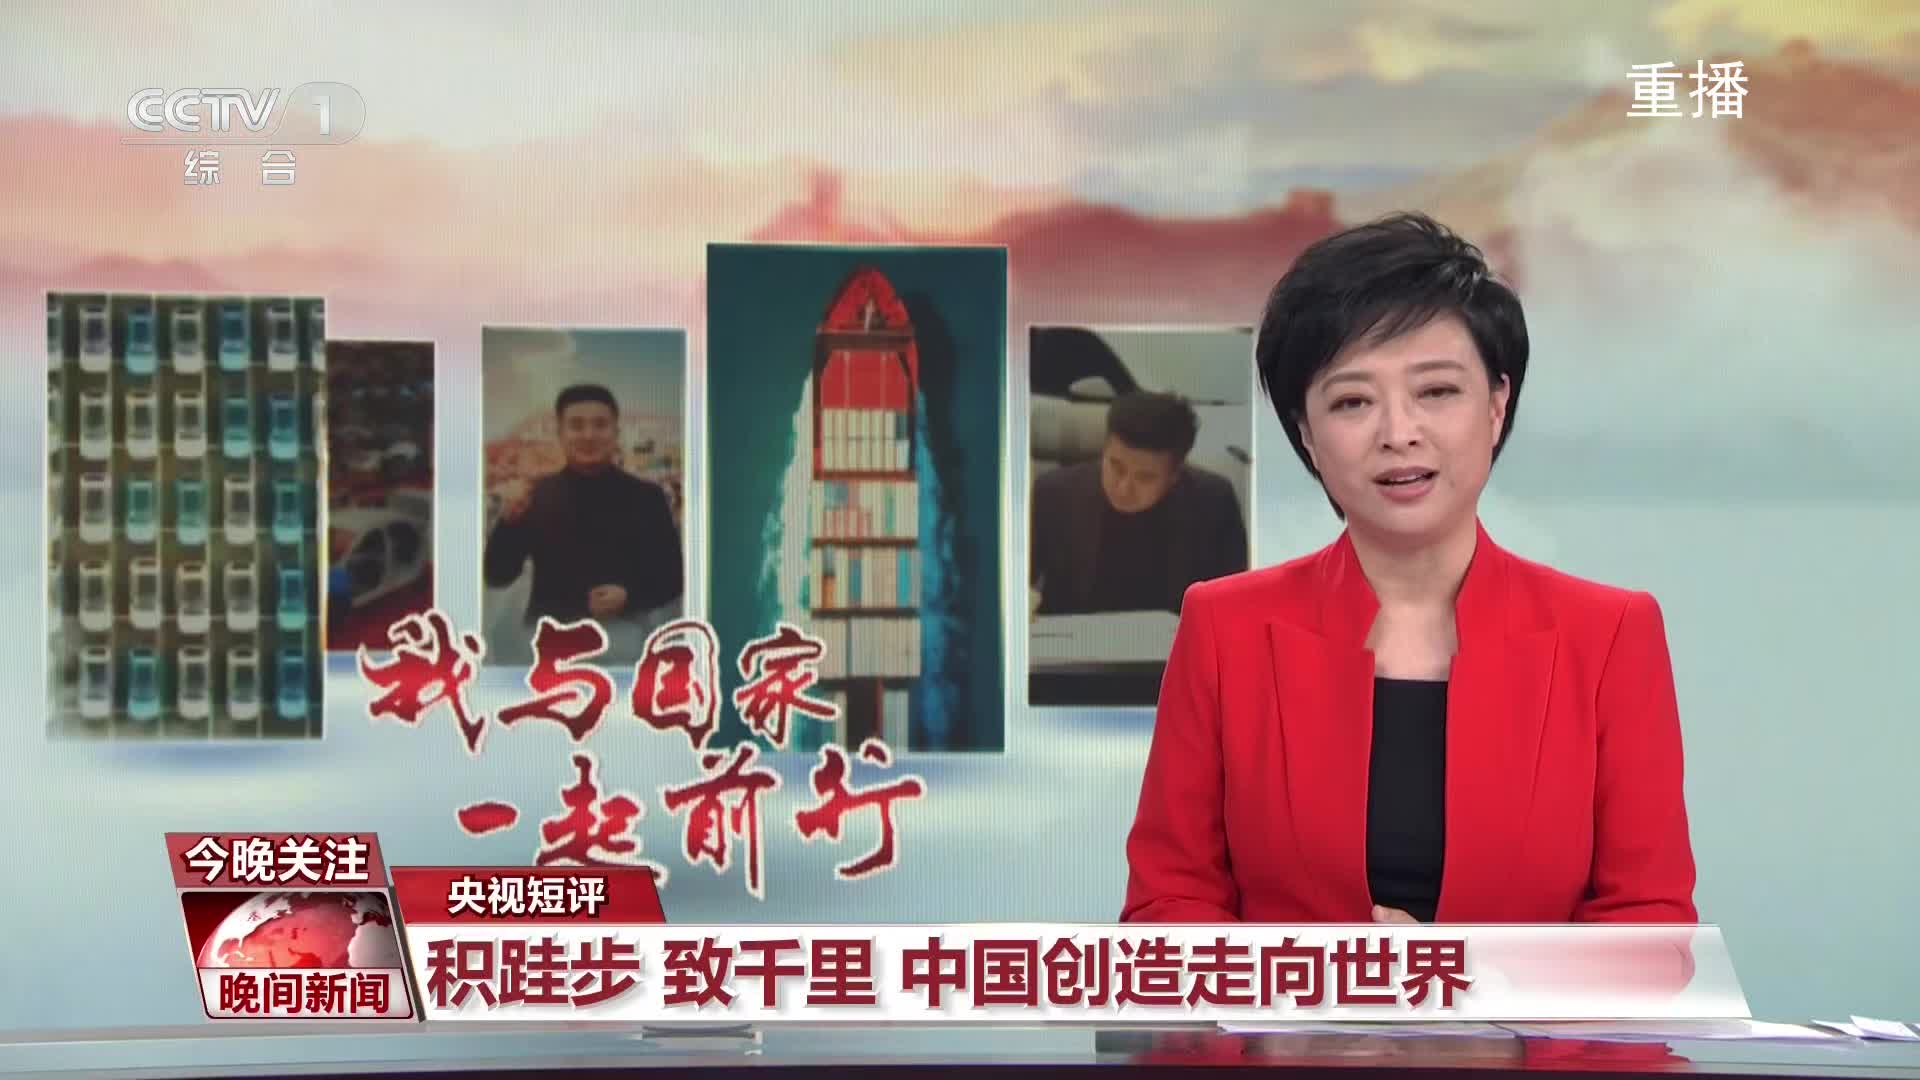 CCTV 1
综合
重播
我与国家
一起前行
今晚关注
央视短评
积跬步 致千里 中国创造走向世界
晚间新闻